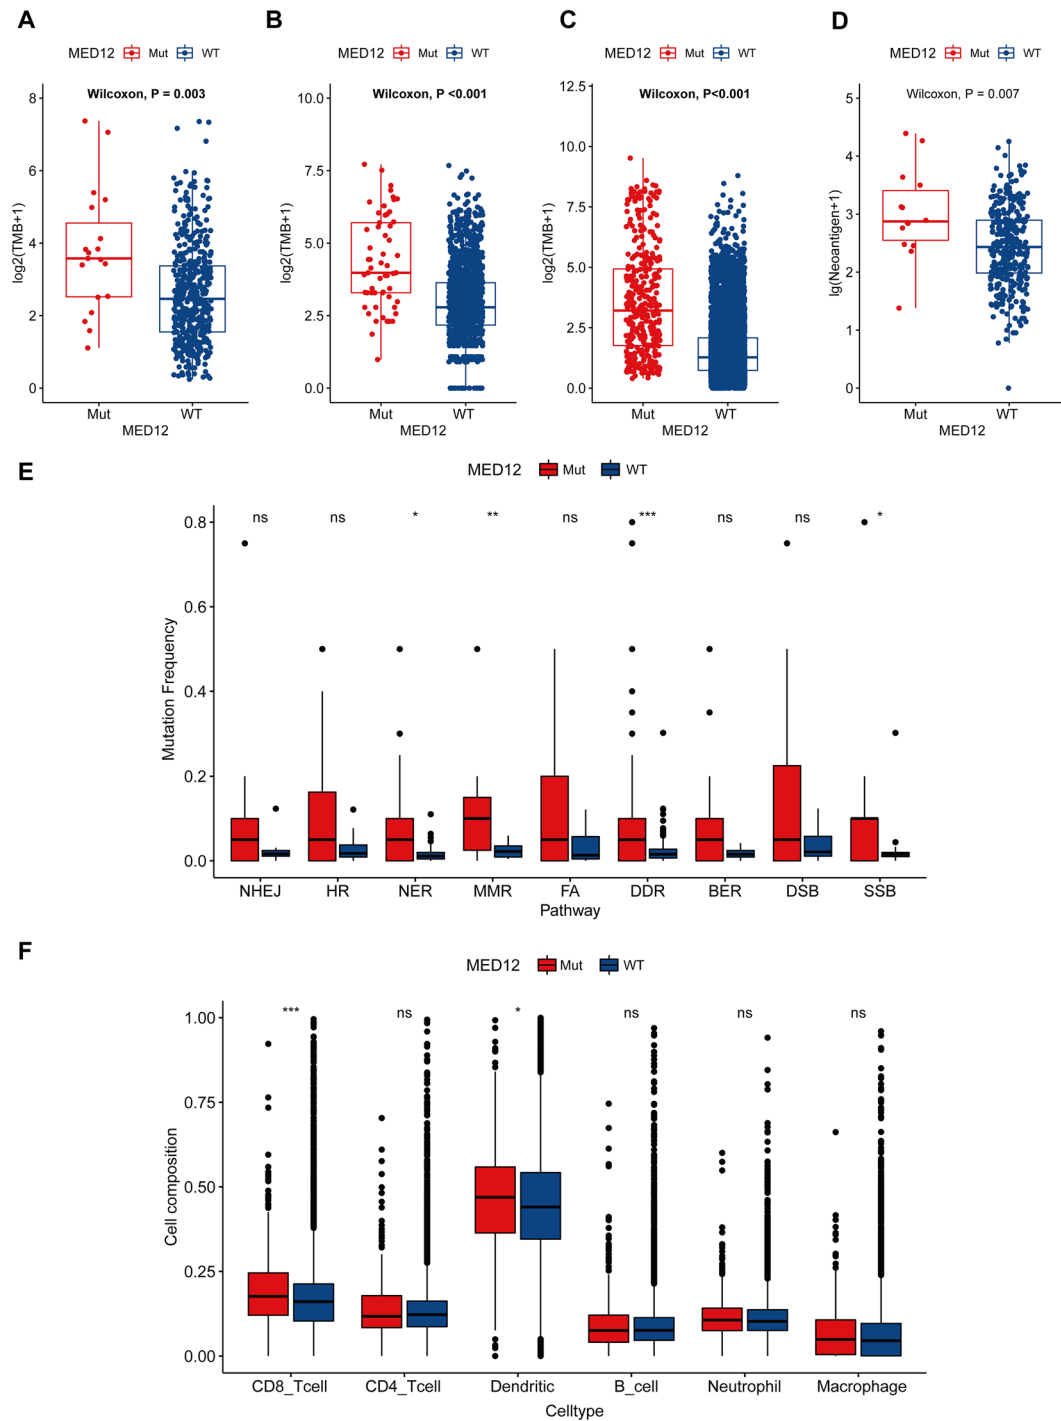 A
B
C
D
MED12 Mut WT
MED12 Mut WT
MED12 Mut WT
MED12 Mut WT
Wilcoxon, P = 0.003
8
6
4
2
0
log2(TMB+1)
Mut WT
MED12
Wilcoxon, P <0.001
10.0
7.5
5.0
2.5
0.0
log2(TMB+1)
Mut WT
MED12
Wilcoxon, P<0.001
12.5
10.0
7.5
5.0
2.5
0.0
log2(TMB+1)
Mut WT
MED12
Wilcoxon, P = 0.007
5
4
3
2
1
0
lg(Neoantigen+1)
Mut WT
MED12
E
MED12 Mut WT
ns ns * ** ns *** ns ns *
0.8
0.6
0.4
0.2
0.0
Mutation Frequency
NHEJ HR NER MMR FA DDR BER DSB SSB
Pathway
F
MED12 Mut WT
*** ns * ns ns ns
1.00
0.75
0.50
0.25
0.00
Cell composition
CD8_Tcell CD4_Tcell Dendritic B_cell Neutrophil Macrophage
Celltype